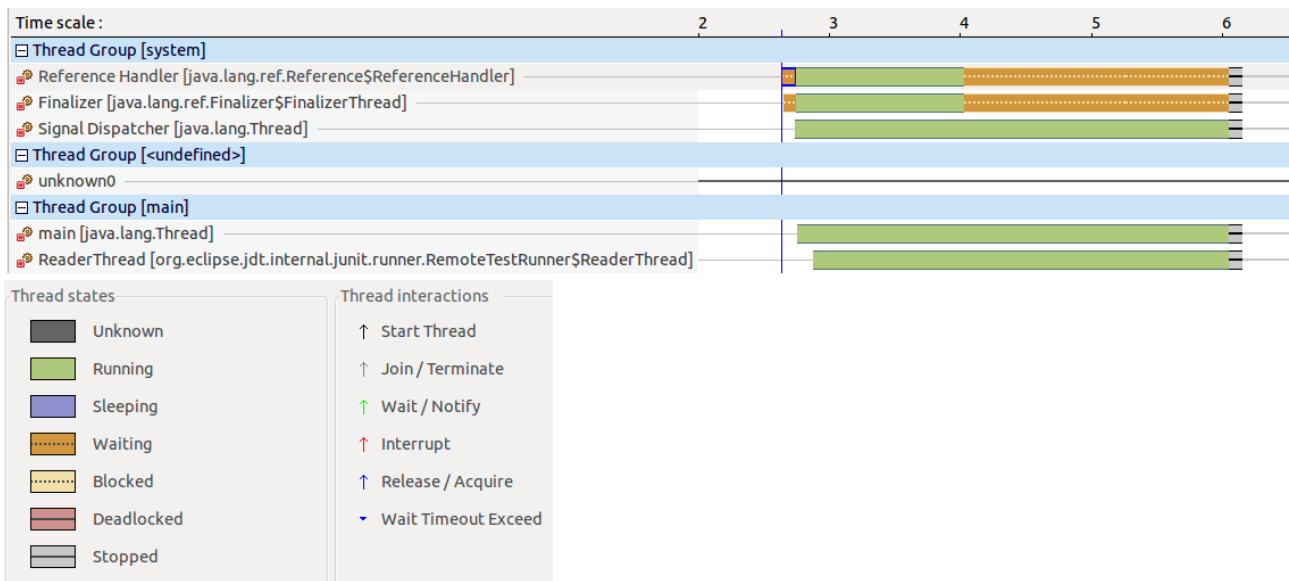 Time scale : 2 3 4 5 6
Thread Group [system]
Reference Handler [java.lang.ref.Reference$ReferenceHandler]
Finalizer [java.lang.ref.Finalizer$FinalizerThread]
Signal Dispatcher [java.lang.Thread]
Thread Group [<undefined>]
unknown0
Thread Group [main]
main [java.lang.Thread]
ReaderThread [org.eclipse.jdt.internal.junit.runner.RemoteTestRunner$ReaderThread]
Thread states
Unknown
Running
Sleeping
Waiting
Blocked
Deadlocked
Stopped
Thread interactions
Start Thread
Join / Terminate
Wait / Notify
Interrupt
Release / Acquire
Wait Timeout Exceed